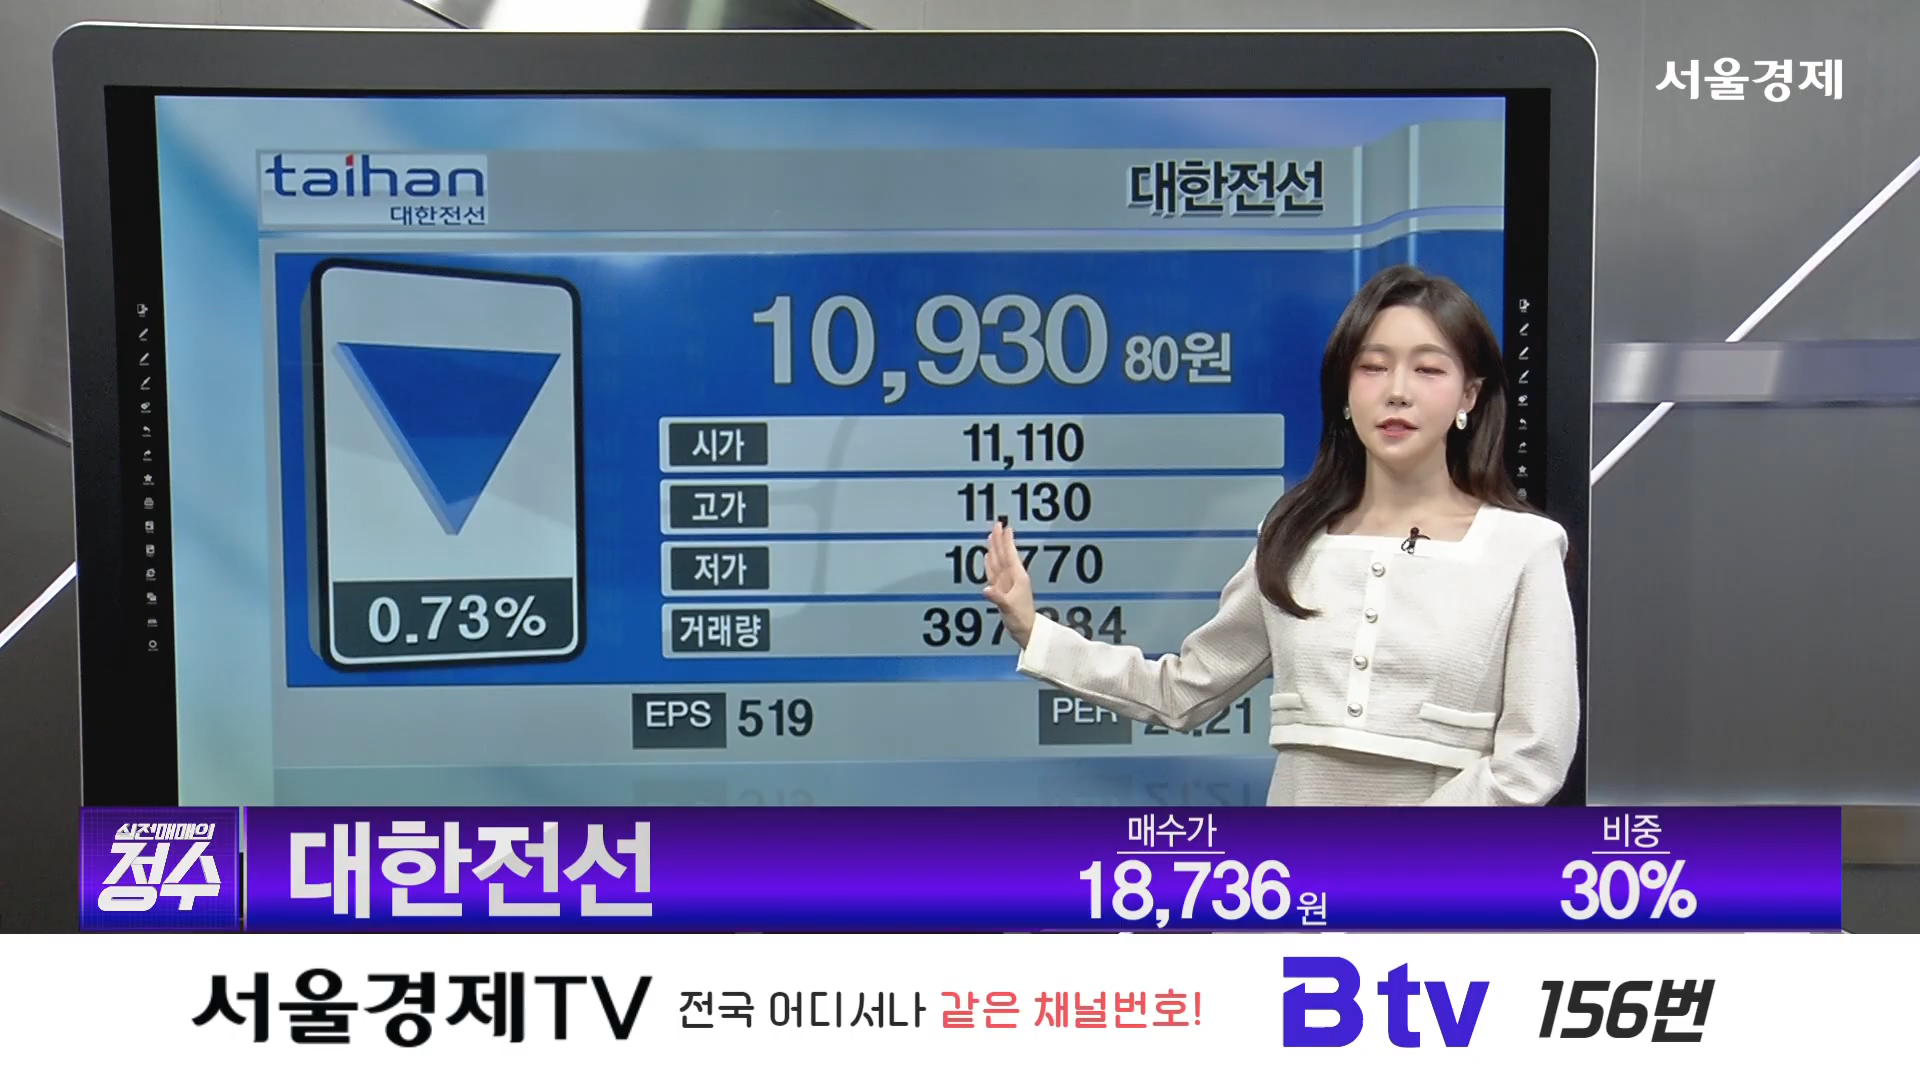 서울경제
taihan
대한전선
대한전선
10,930 80원
시가 11,110
고가 11,130
저가
0.73%
거래량
EPS 519
PER
실전매매의
정수
대한전선
매수가
18,736원
비중
30%
서울경제TV 전국 어디서나 같은 채널번호! B tv 156번